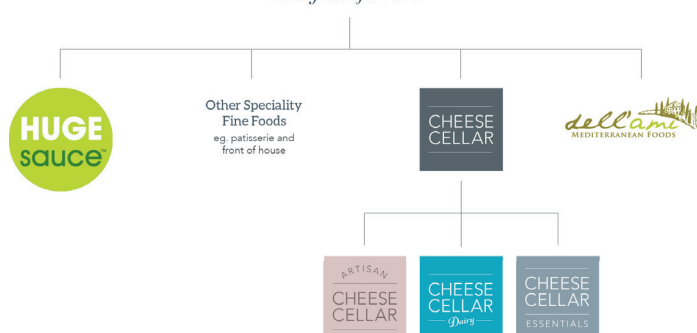 HUGE
sauce™
Other Speciality
Fine Foods
eg. patisserie and
front of house
CHEESE
CELLAR
dell'ami
MEDITERRANEAN FOODS
ARTISAN
CHEESE
CELLAR
CHEESE
CELLAR
Dairy
CHEESE
CELLAR
ESSENTIALS